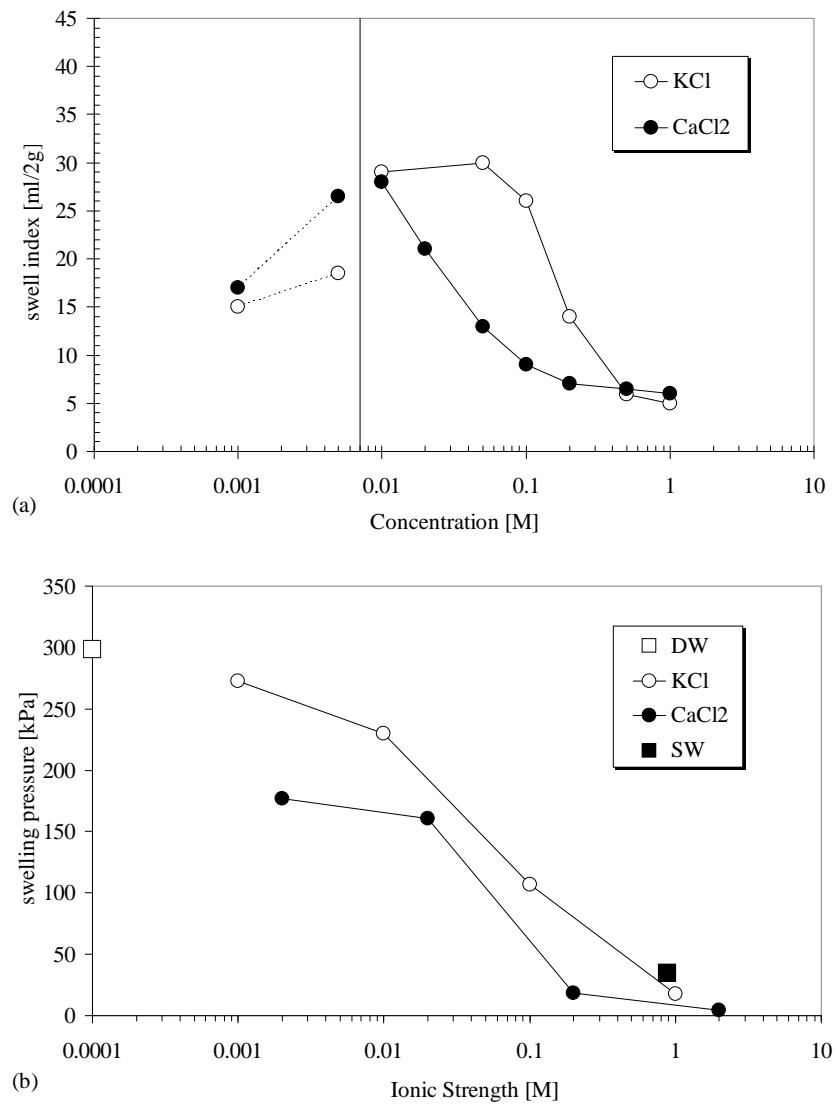 45
40
35
30
25
20
15
10
5
0
swell index [ml/2g]
KCl
CaCl2
0.0001 0.001 0.01 0.1 1 10
(a)
Concentration [M]
350
300
250
200
150
100
50
0
swelling pressure [kPa]
DW
KCl
CaCl2
SW
0.0001 0.001 0.01 0.1 1 10
(b)
Ionic Strength [M]